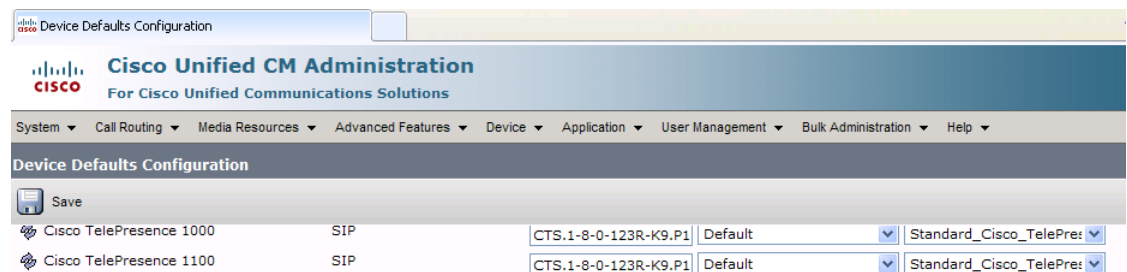 Device Defaults Configuration
Cisco Unified CM Administration
CISCO
For Cisco Unified Communications Solutions
System Call Routing Media Resources Advanced Features Device Application User Management Bulk Administration Help
Device Defaults Configuration
Save
Cisco TelePresence 1000 SIP CTS.1-8-0-123R-K9.P1 Default Standard_Cisco_TelePres
Cisco TelePresence 1100 SIP CTS.1-8-0-123R-K9.P1 Default Standard_Cisco_TelePres